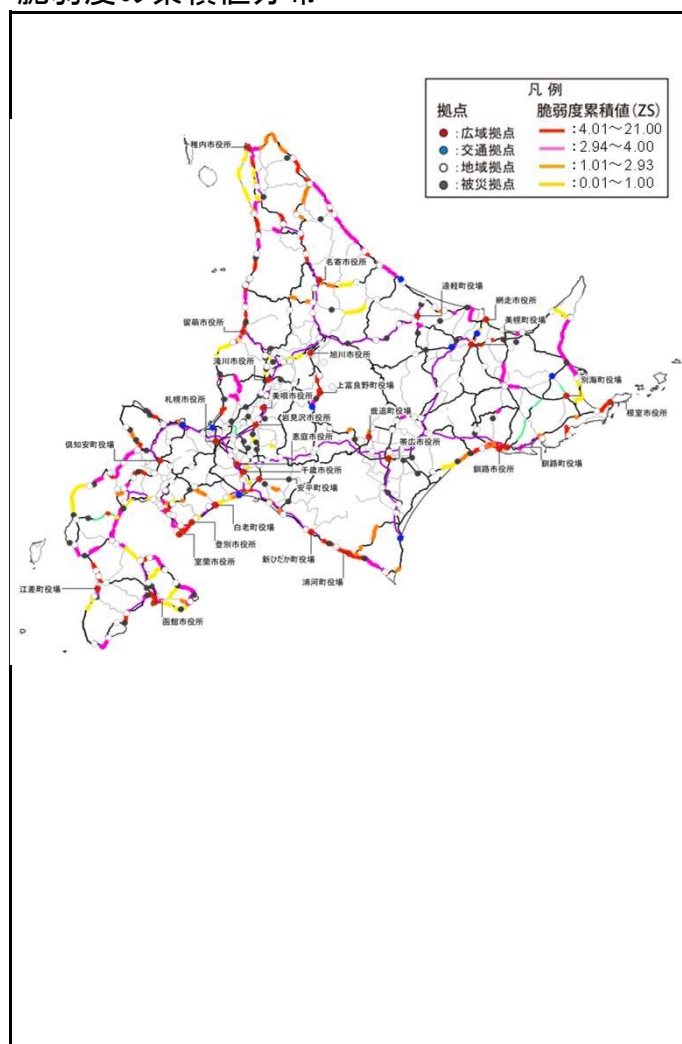 脆弱度の累積値分布
凡 例
拠点 脆弱度累積値(ZS)
●:広域拠点 :4.01～21.00
●:交通拠点 :2.94～4.00
○:地域拠点 :1.01～2.93
●:被災拠点 :0.01～1.00
稚内市役所
名寄市役所
遠軽町役場
網走市役所
美幌町役場
留萌市役所
旭川市役所
滝川市役所
上富良野町役場
別海町役場
美唄市役所
札幌市役所
岩見沢市役所
鹿追町役場
根室市役所
倶知安町役場
恵庭市役所
帯広市役所
千歳市役所
釧路市役所
釧路町役場
安平町役場
白老町役場
登別市役所
新ひだか町役場
室蘭市役所
浦河町役場
江差町役場
函館市役所